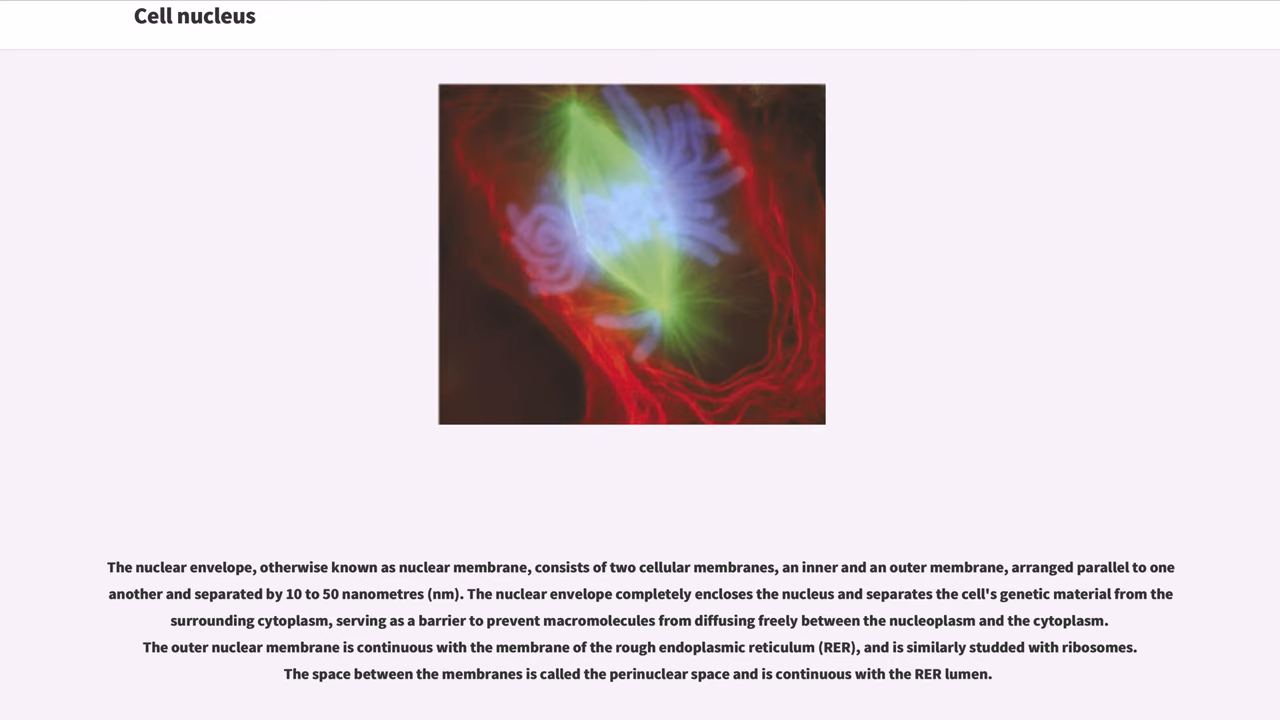 Cell nucleus
The nuclear envelope, otherwise known as nuclear membrane, consists of two cellular membranes, an inner and an outer membrane, arranged parallel to one
another and separated by 10 to 50 nanometres (nm). The nuclear envelope completely encloses the nucleus and separates the cell's genetic material from the
surrounding cytoplasm, serving as a barrier to prevent macromolecules from diffusing freely between the nucleoplasm and the cytoplasm.
The outer nuclear membrane is continuous with the membrane of the rough endoplasmic reticulum (RER), and is similarly studded with ribosomes.
The space between the membranes is called the perinuclear space and is continuous with the RER lumen.